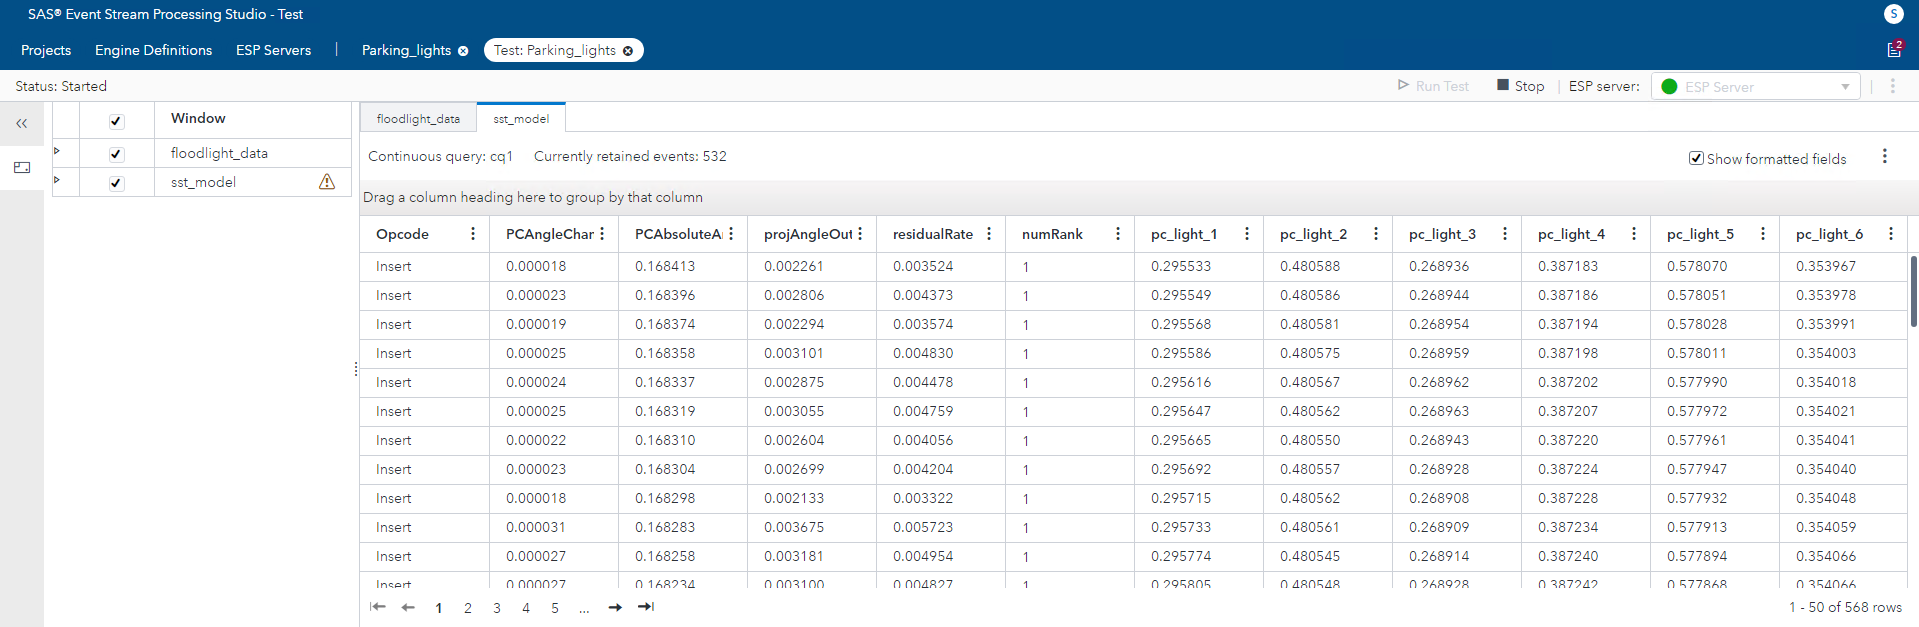 SAS® Event Stream Processing Studio - Test
S
Projects Engine Definitions ESP Servers Parking_lights Test: Parking_lights 2
Status: Started Run Test Stop ESP server: ESP Server
Window
floodlight_data
sst_model
floodlight_data sst_model
Continuous query: cq1 Currently retained events: 532 Show formatted fields
Drag a column heading here to group by that column
Opcode PCAngleChar PCAbsoluteA projAngleOut residualRate numRank pc_light_1 pc_light_2 pc_light_3 pc_light_4 pc_light_5 pc_light_6
Insert 0.000018 0.168413 0.002261 0.003524 1 0.295533 0.480588 0.268936 0.387183 0.578070 0.353967
Insert 0.000023 0.168396 0.002806 0.004373 1 0.295549 0.480586 0.268944 0.387186 0.578051 0.353978
Insert 0.000019 0.168374 0.002294 0.003574 1 0.295568 0.480581 0.268954 0.387194 0.578028 0.353991
Insert 0.000025 0.168358 0.003101 0.004830 1 0.295586 0.480575 0.268959 0.387198 0.578011 0.354003
Insert 0.000024 0.168337 0.002875 0.004478 1 0.295616 0.480567 0.268962 0.387202 0.577990 0.354018
Insert 0.000025 0.168319 0.003055 0.004759 1 0.295647 0.480562 0.268963 0.387207 0.577972 0.354021
Insert 0.000022 0.168310 0.002604 0.004056 1 0.295665 0.480550 0.268943 0.387220 0.577961 0.354041
Insert 0.000023 0.168304 0.002699 0.004204 1 0.295692 0.480557 0.268928 0.387224 0.577947 0.354040
Insert 0.000018 0.168298 0.002133 0.003322 1 0.295715 0.480562 0.268908 0.387228 0.577932 0.354048
Insert 0.000031 0.168283 0.003675 0.005723 1 0.295733 0.480561 0.268909 0.387234 0.577913 0.354059
Insert 0.000027 0.168258 0.003181 0.004954 1 0.295774 0.480545 0.268914 0.387240 0.577894 0.354066
Insert 0.000027 0.168234 0.003100 0.004827 1 0.295805 0.480548 0.268928 0.387242 0.577868 0.354066
1 2 3 4 5 ... 1 - 50 of 568 rows